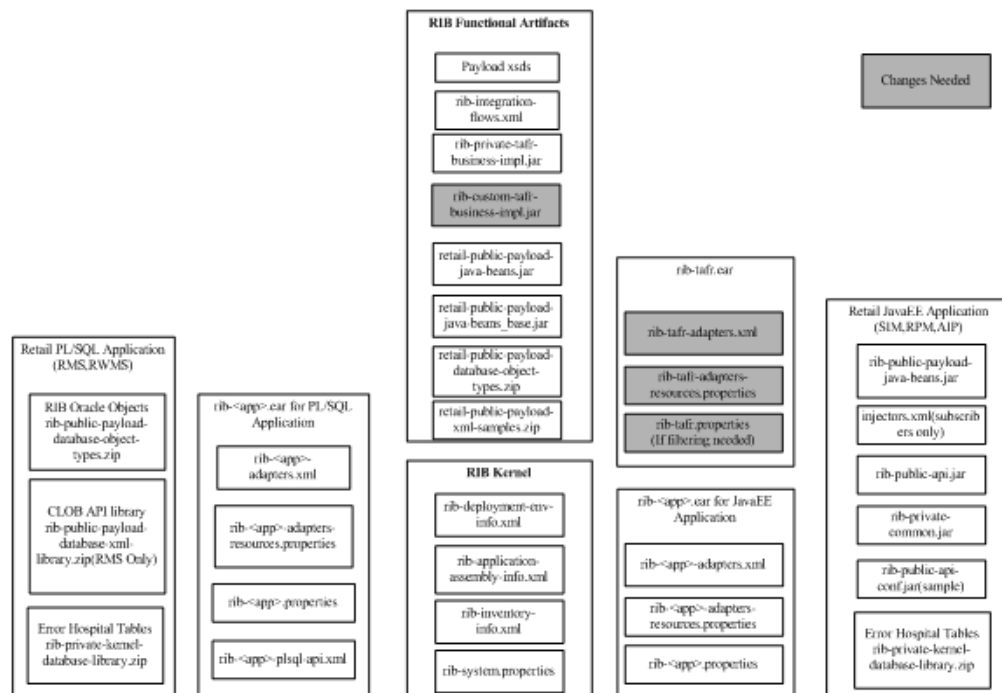 RIB Functional Artifacts
Payload xsds
rib-integration-
flows.xml
rib-private-tafr-
business-impl.jar
rib-custom-tafr-
business-impl.jar
retail-public-payload-
java-beans.jar
retail-public-payload-
java-beans_base.jar
retail-public-payload-
database-object-
types.zip
retail-public-payload-
xml-samples.zip
Changes Needed
Retail PL/SQL Application
(RMS,RWMS)
RIB Oracle Objects
rib-public-payload-
database-object-
types.zip
CLOB API library
rib-public-payload-
database-xml-
library.zip(RMS Only)
Error Hospital Tables
rib-private-kernel-
database-library.zip
rib-<app>.ear for PL/SQL
Application
rib-<app>-
adapters.xml
rib-<app>-adapters-
resources.properties
rib-<app>.properties
rib-<app>-plsql-api.xml
RIB Kernel
rib-deployment-env-
info.xml
rib-application-
assembly-info.xml
rib-inventory-
info.xml
rib-system.properties
rib-tafr.ear
rib-tafr-adapters.xml
rib-tafr-adapters-
resources.properties
rib-tafr.properties
(If filtering needed)
rib-<app>.ear for JavaEE
Application
rib-<app>-adapters.xml
rib-<app>-adapters-
resources.properties
rib-<app>.properties
Retail JavaEE Application
(SIM,RPM,AIP)
rib-public-payload-
java-beans.jar
injectors.xml(subscri
bers only)
rib-public-api.jar
rib-private-
common.jar
rib-public-api-
conf.jar(sample)
Error Hospital Tables
rib-private-kernel-
database-library.zip